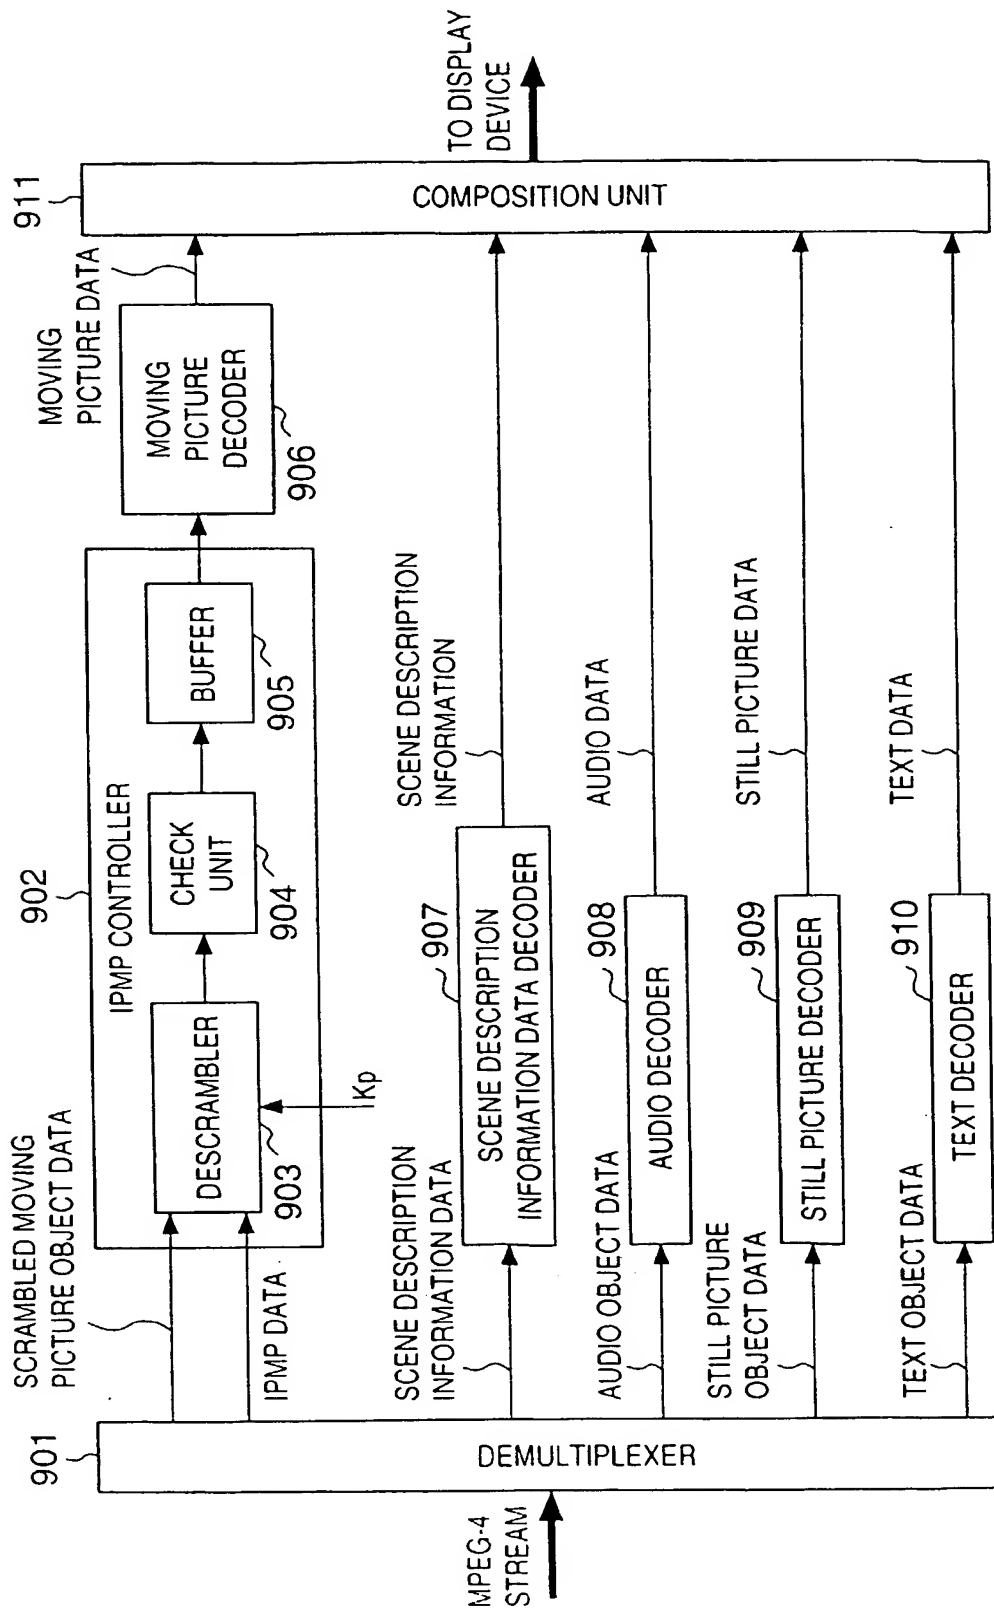 MPEG-4
STREAM
901
DEMULTIPLEXER
SCRAMBLED MOVING
PICTURE OBJECT DATA
IPMP DATA
902
IPMP CONTROLLER
DESCRAMBLER
903
Kp
CHECK
UNIT
904
BUFFER
905
MOVING
PICTURE
DECODER
906
MOVING
PICTURE DATA
911
COMPOSITION UNIT
TO DISPLAY
DEVICE
SCENE DESCRIPTION
INFORMATION DATA
907
SCENE DESCRIPTION
INFORMATION DATA DECODER
SCENE DESCRIPTION
INFORMATION
AUDIO OBJECT DATA
908
AUDIO DECODER
AUDIO DATA
STILL PICTURE
OBJECT DATA
909
STILL PICTURE DECODER
STILL PICTURE DATA
TEXT OBJECT DATA
910
TEXT DECODER
TEXT DATA